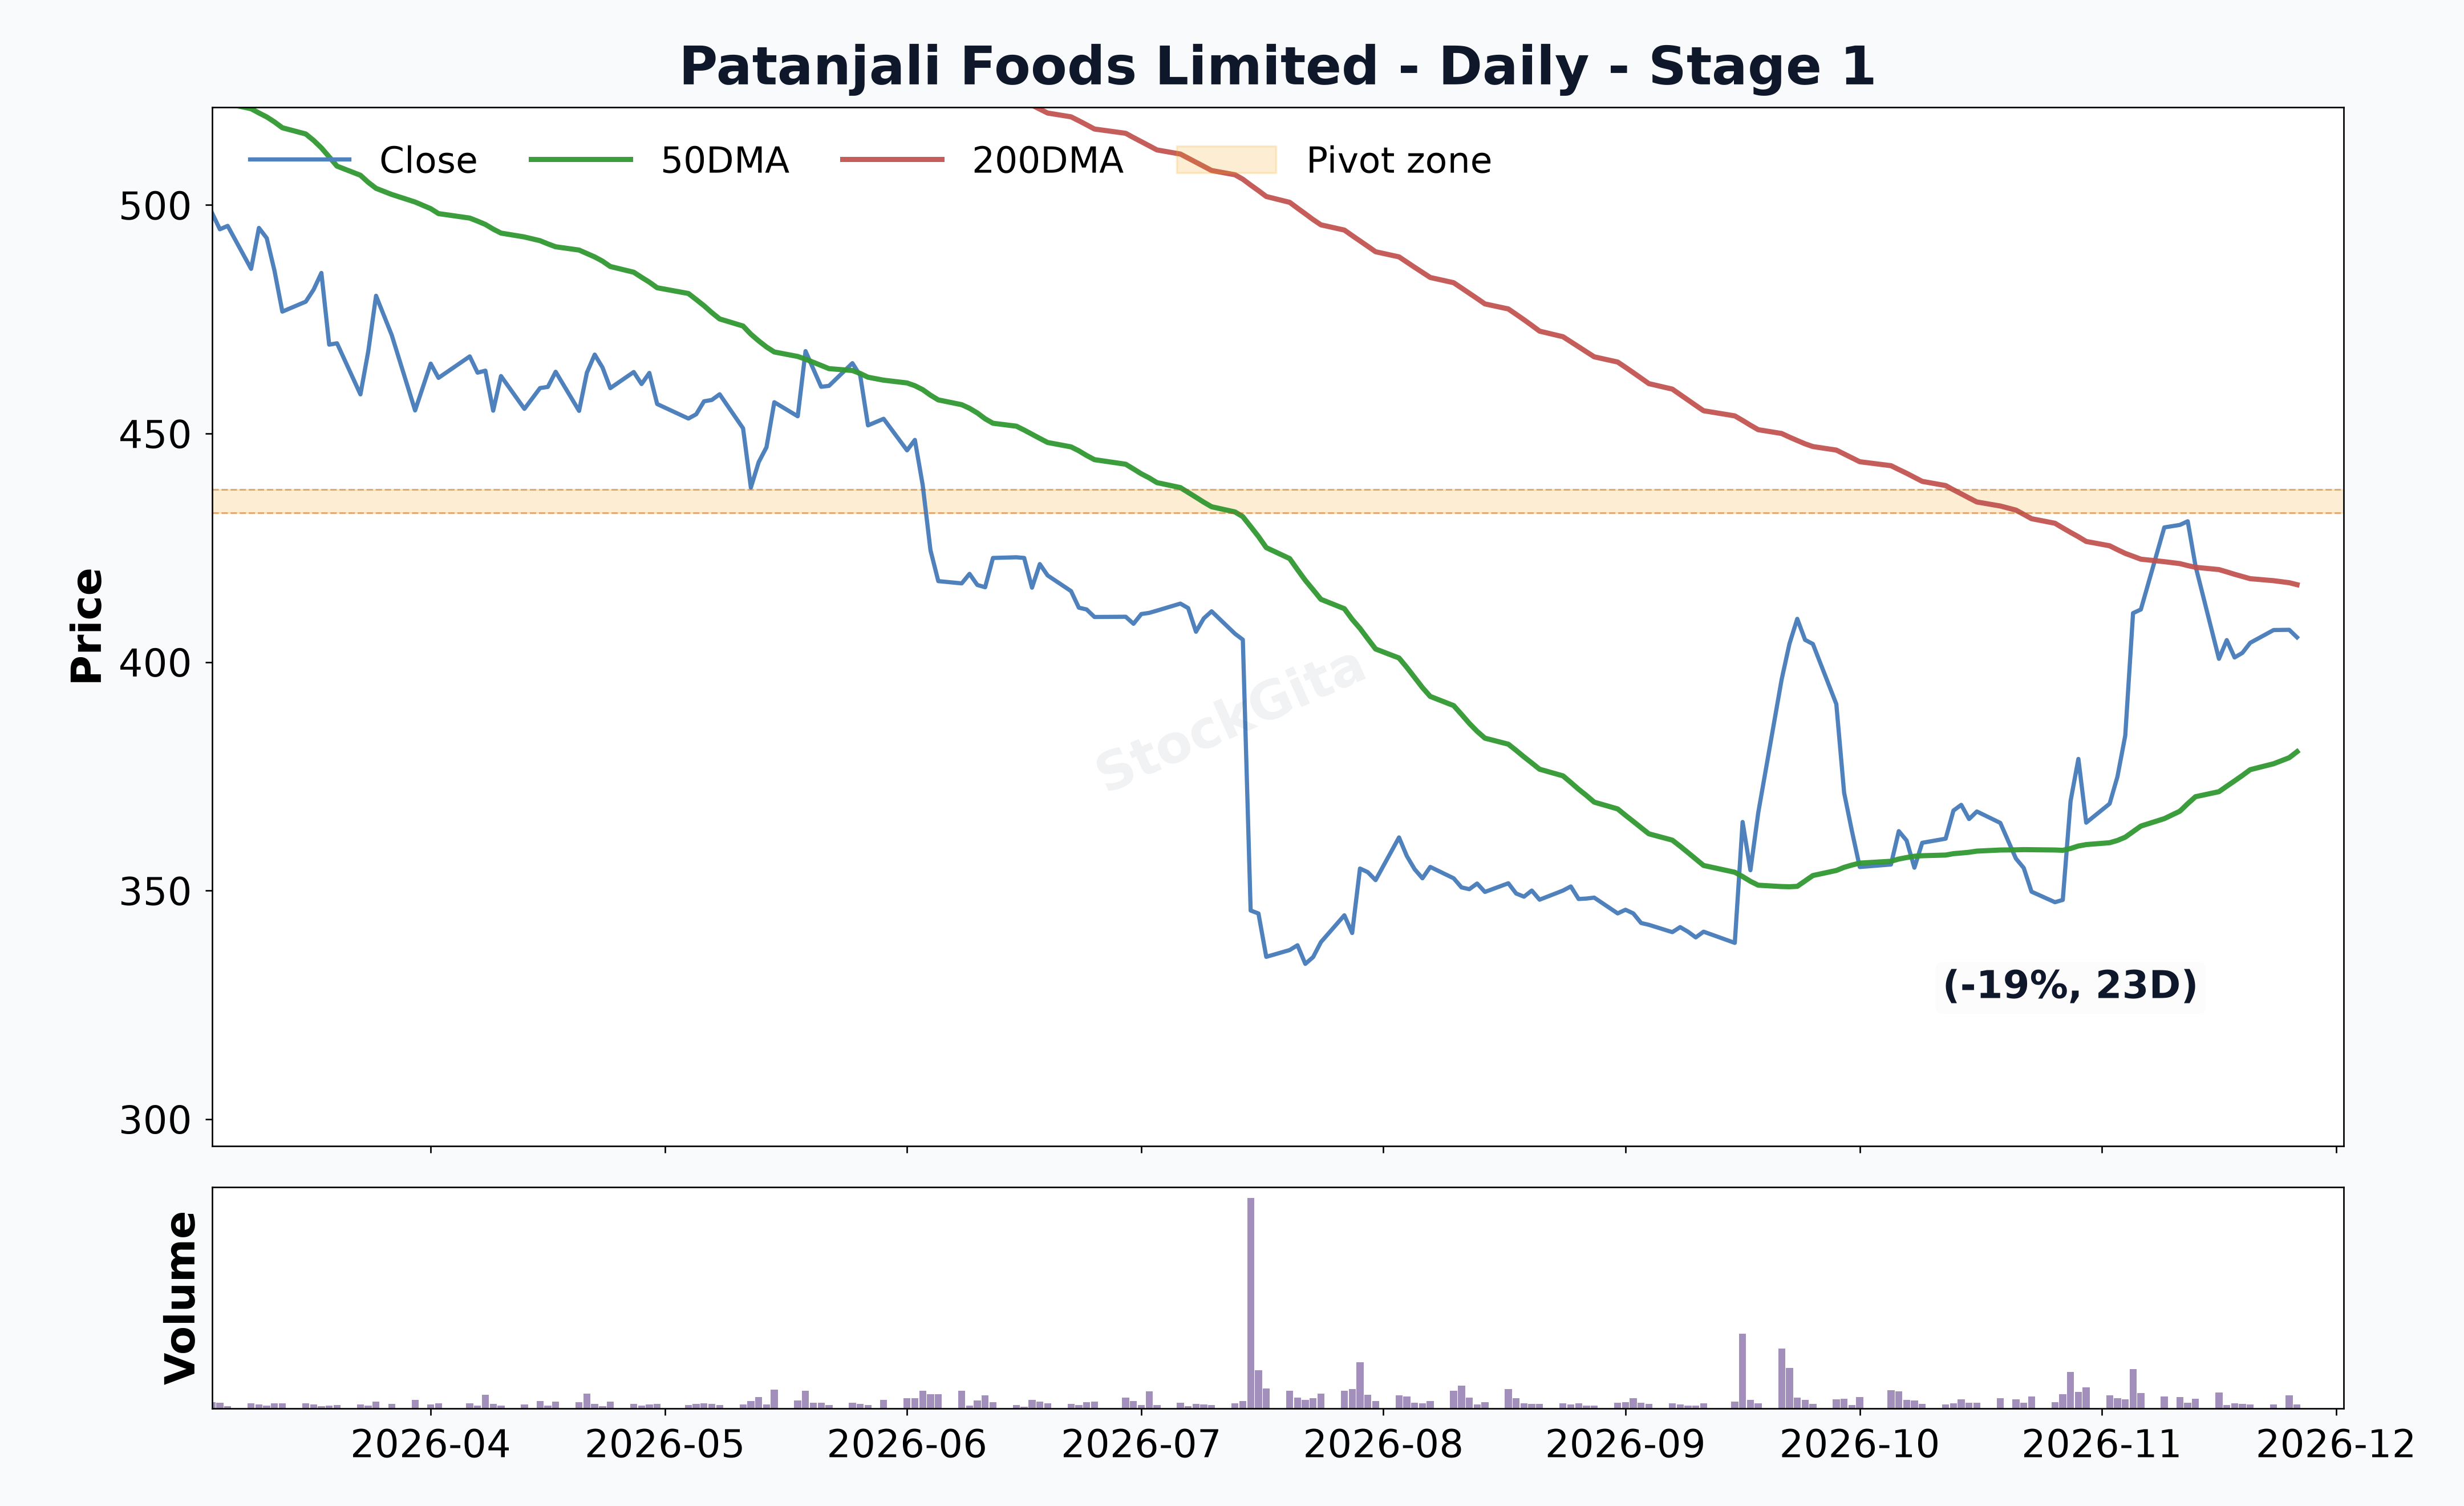 Patanjali Foods Limited - Daily - Stage 1
Close 50DMA 200DMA Pivot zone
500
450
400
350
300
Price
StockGita
(-19%, 23D)
Volume
2026-04 2026-05 2026-06 2026-07 2026-08 2026-09 2026-10 2026-11 2026-12